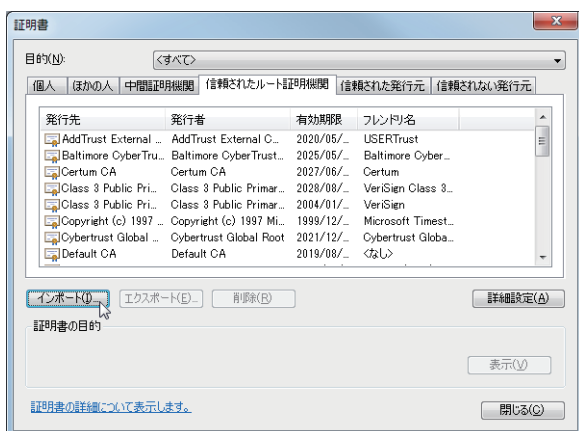 証明書
目的(N): <すべて>
個人 ほかの人 中間証明機関 信頼されたルート証明機関 信頼された発行元 信頼されない発行元
発行先 発行者 有効期限 フレンドリ名
AddTrust External ... AddTrust External C... 2020/05/... USERTrust
Baltimore CyberTru... Baltimore CyberTrust... 2025/05/... Baltimore Cyber...
Certum CA Certum CA 2027/06/... Certum
Class 3 Public Pri... Class 3 Public Primar... 2028/08/... VeriSign Class 3...
Class 3 Public Pri... Class 3 Public Primar... 2004/01/... VeriSign
Copyright (c) 1997 ... Copyright (c) 1997 Mi... 1999/12/... Microsoft Timest...
Cybertrust Global ... Cybertrust Global Root 2021/12/... Cybertrust Globa...
Default CA Default CA 2019/08/... <なし>
インポート(I)... エクスポート(E)... 削除(R) 詳細設定(A)
証明書の目的
表示(V)
証明書の詳細について表示します。
閉じる(C)